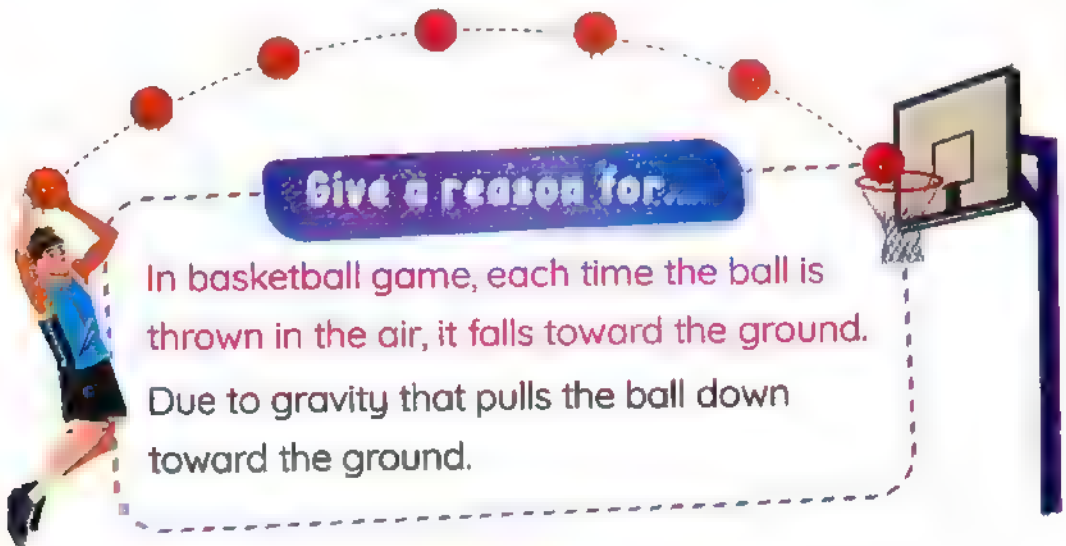 Give a reason for....
In basketball game, each time the ball is
thrown in the air, it falls toward the ground.
Due to gravity that pulls the ball down
toward the ground.